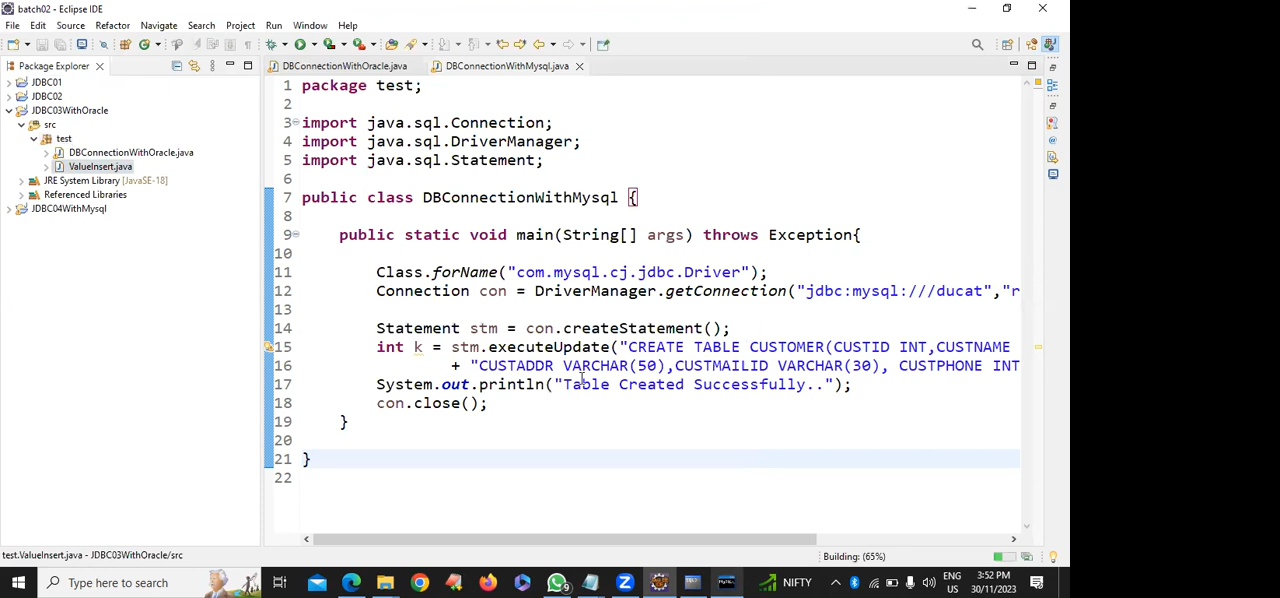 batch02 - Eclipse IDE
File Edit Source Refactor Navigate Search Project Run Window Help
Package Explorer
DBConnectionWithOracle.java
DBConnectionWithMysql.java
JDBC01
JDBC02
JDBC03WithOracle
src
test
DBConnectionWithOracle.java
ValueInsert.java
JRE System Library [JavaSE-18]
Referenced Libraries
JDBC04WithMysql
1 package test;
2
3 import java.sql.Connection;
4 import java.sql.DriverManager;
5 import java.sql.Statement;
6
7 public class DBConnectionWithMysql {
8
9 public static void main(String[] args) throws Exception{
10
11 Class.forName("com.mysql.cj.jdbc.Driver");
12 Connection con = DriverManager.getConnection("jdbc:mysql:///ducat","r
13
14 Statement stm = con.createStatement();
15 int k = stm.executeUpdate("CREATE TABLE CUSTOMER(CUSTID INT,CUSTNAME
16 + "CUSTADDR VARCHAR(50),CUSTMAILID VARCHAR(30), CUSTPHONE INT
17 System.out.println("Table Created Successfully..");
18 con.close();
19 }
20
21 }
22
test.ValueInsert.java - JDBC03WithOracle/src
Building: (65%)
Type here to search
9
NIFTY
ENG
US
3:52 PM
30/11/2023